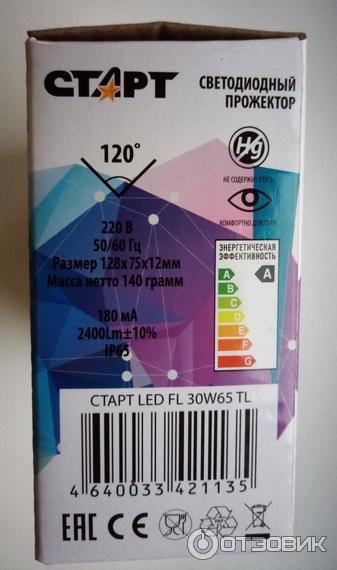 СТАРТ
СВЕТОДИОДНЫЙ
ПРОЖЕКТОР
120°
Hg
НЕ СОДЕРЖИТ РТУТЬ
КОМФОРТНО ДЛЯ ГЛАЗ
220 В
50/60 Гц
Размер 128х75х12мм
Масса нетто 140 грамм
180 мА
2400Lm±10%
IP65
ЭНЕРГЕТИЧЕСКАЯ
ЭФФЕКТИВНОСТЬ
A A
B
C
D
E
F
G
СТАРТ LED FL 30W65 TL
4 640033 421135
EAC CE
ОТЗОВИК